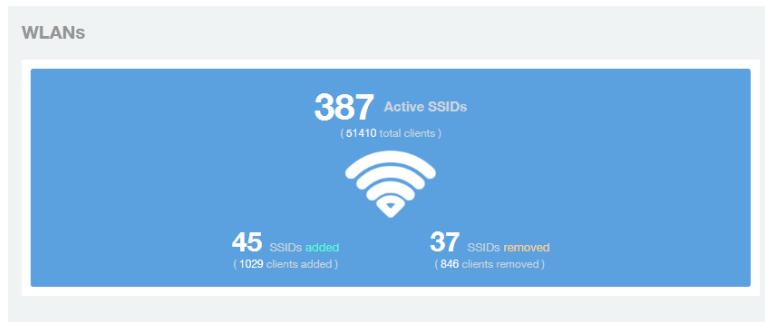 WLANs
387 Active SSIDs
( 51410 total clients )
45 SSIDs added
( 1029 clients added )
37 SSIDs removed
( 846 clients removed )